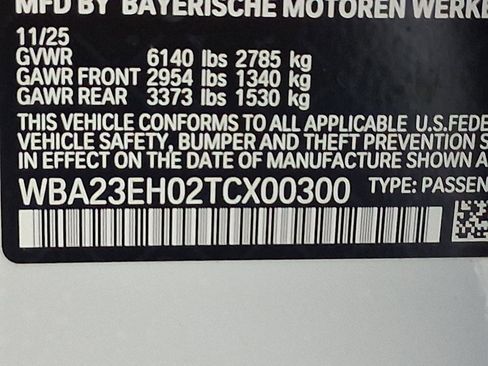 MFD BY BAYERISCHE MOTOREN WERKE
11/25
GVWR 6140 lbs 2785 kg
GAWR FRONT 2954 lbs 1340 kg
GAWR REAR 3373 lbs 1530 kg
THIS VEHICLE CONFORMS TO ALL APPLICABLE U.S.FEDE
VEHICLE SAFETY, BUMPER AND THEFT PREVENTION S
ON THE DATE OF MANUFACTURE SHOWN A
WBA23EH02TCX00300 TYPE: PASSEN